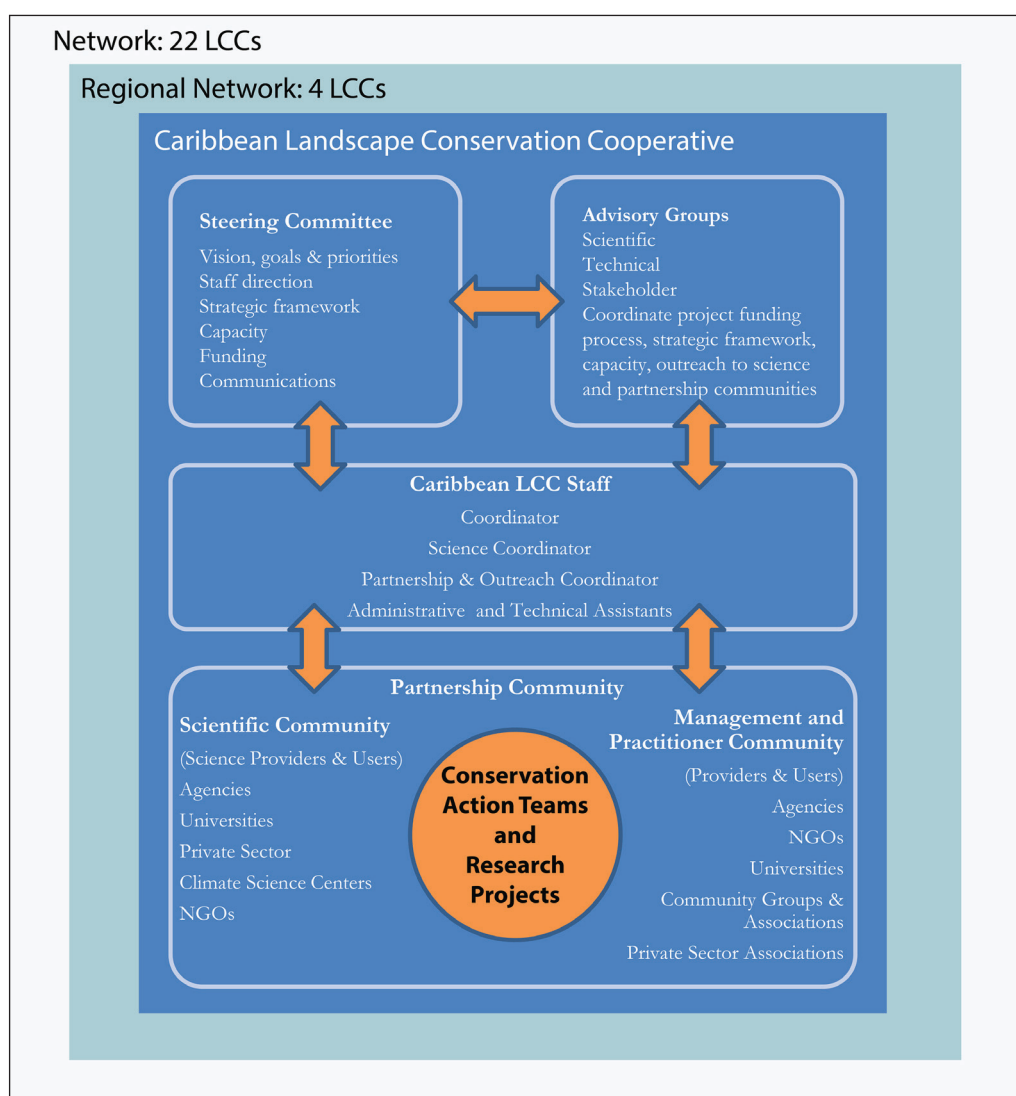 Network: 22 LCCs
Regional Network: 4 LCCs
Caribbean Landscape Conservation Cooperative
Steering Committee
Vision, goals & priorities
Staff direction
Strategic framework
Capacity
Funding
Communications
Advisory Groups
Scientific
Technical
Stakeholder
Coordinate project funding
process, strategic framework,
capacity, outreach to science
and partnership communities
Caribbean LCC Staff
Coordinator
Science Coordinator
Partnership & Outreach Coordinator
Administrative and Technical Assistants
Partnership Community
Scientific Community
(Science Providers & Users)
Agencies
Universities
Private Sector
Climate Science Centers
NGOs
Conservation
Action Teams
and
Research
Projects
Management and
Practitioner Community
(Providers & Users)
Agencies
NGOs
Universities
Community Groups &
Associations
Private Sector Associations